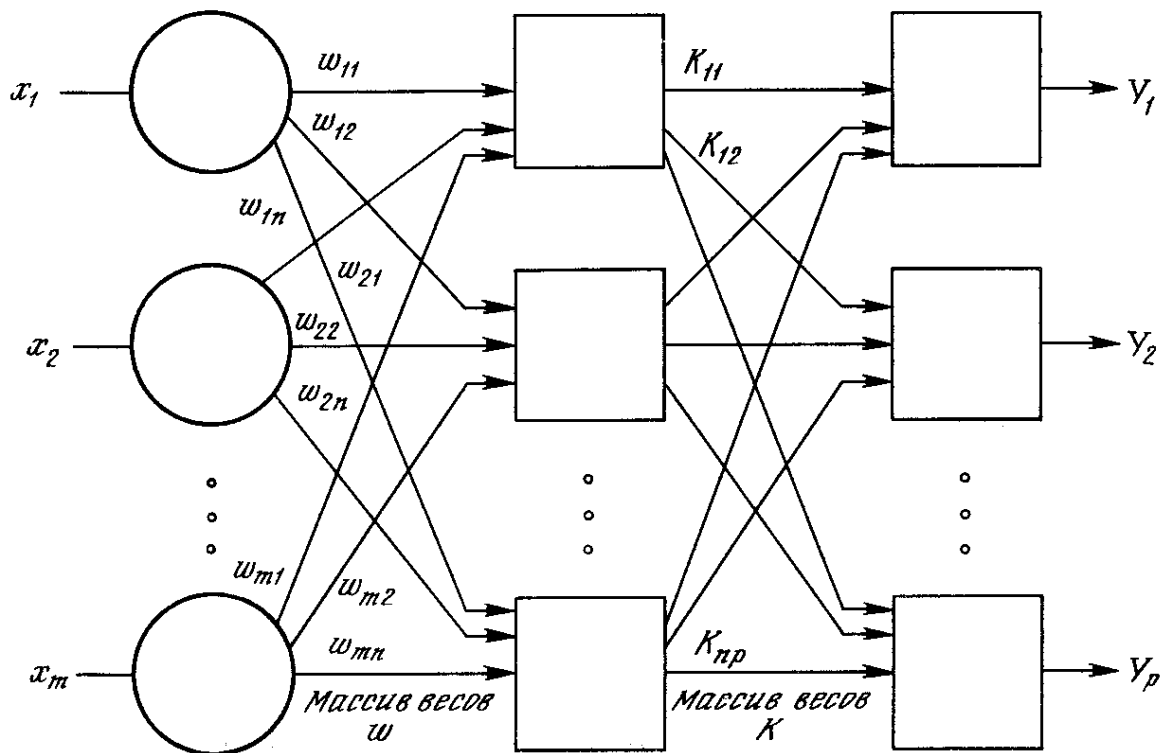 x₁
w₁₁
K₁₁
Y₁
w₁₂
K₁₂
w₁ₙ
w₂₁
x₂
w₂₂
Y₂
w₂ₙ
wₘ₁
wₘ₂
xₘ
wₘₙ
Kₙₚ
Yₚ
Массив весов
w
Массив весов
K